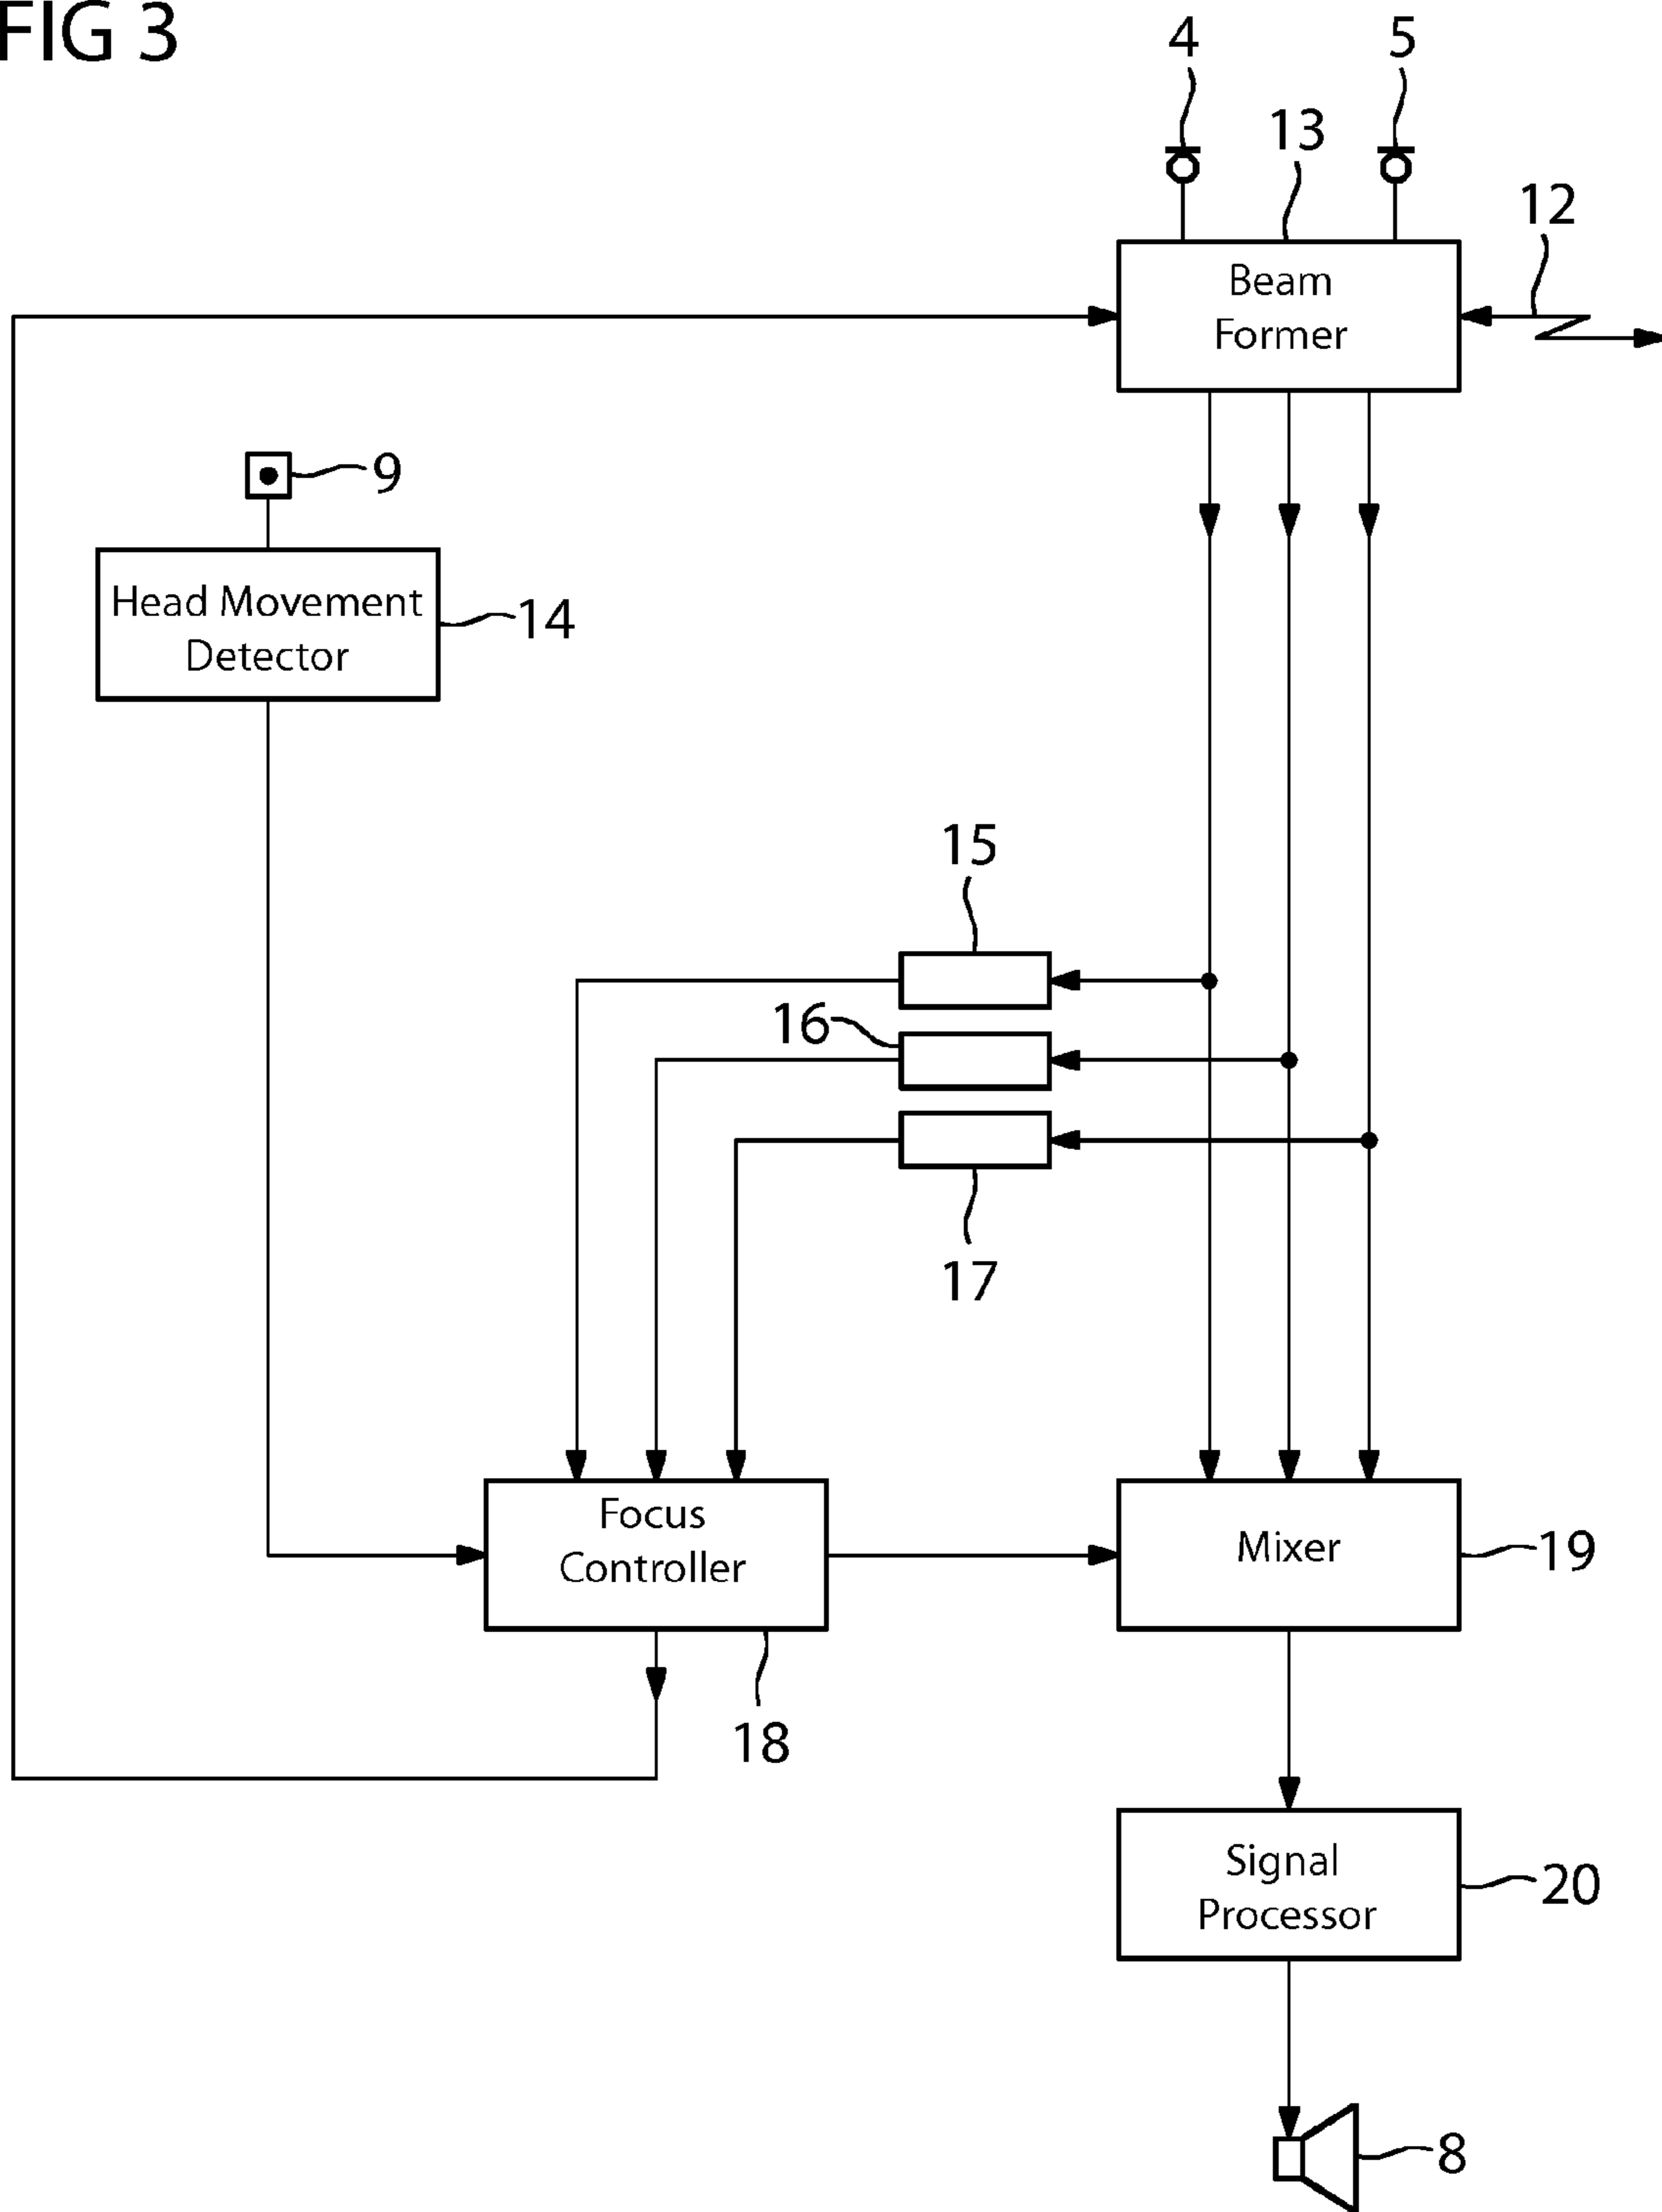 FIG 3
4
5
13
12
Beam
Former
9
Head Movement
Detector
14
15
16
17
Focus
Controller
Mixer
19
18
Signal
Processor
20
8